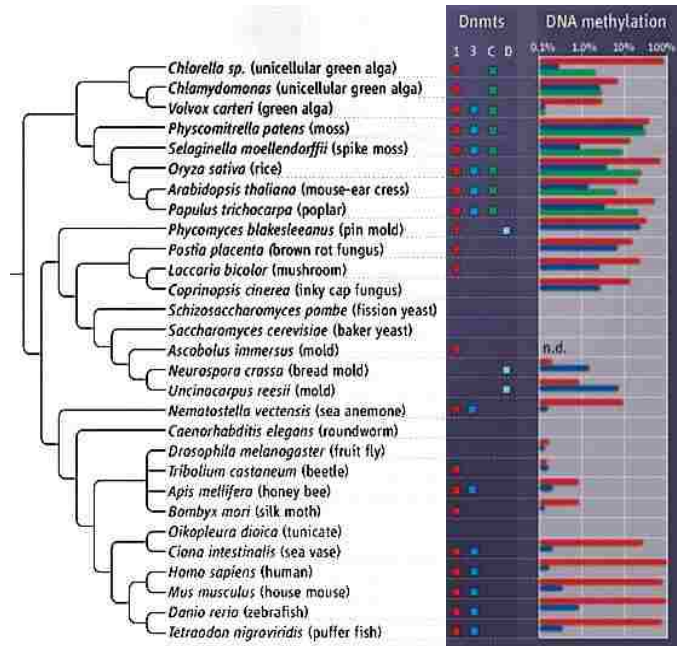 Dnmts DNA methylation
1 3 C D 0.1% 1.0% 10% 100%
Chlorella sp. (unicellular green alga)
Chlamydomonas (unicellular green alga)
Volvox carteri (green alga)
Physcomitrella patens (moss)
Selaginella moellendorffii (spike moss)
Oryza sativa (rice)
Arabidopsis thaliana (mouse-ear cress)
Populus trichocarpa (poplar)
Phycomyces blakesleeanus (pin mold)
Postia placenta (brown rot fungus)
Laccaria bicolor (mushroom)
Coprinopsis cinerea (inky cap fungus)
Schizosaccharomyces pombe (fission yeast)
Saccharomyces cerevisiae (baker yeast)
Ascobolus immersus (mold) n.d.
Neurospora crassa (bread mold)
Uncinocarpus reesii (mold)
Nematostella vectensis (sea anemone)
Caenorhabditis elegans (roundworm)
Drosophila melanogaster (fruit fly)
Tribolium castaneum (beetle)
Apis mellifera (honey bee)
Bombyx mori (silk moth)
Oikopleura dioica (tunicate)
Ciona intestinalis (sea vase)
Homo sapiens (human)
Mus musculus (house mouse)
Danio rerio (zebrafish)
Tetraodon nigroviridis (puffer fish)